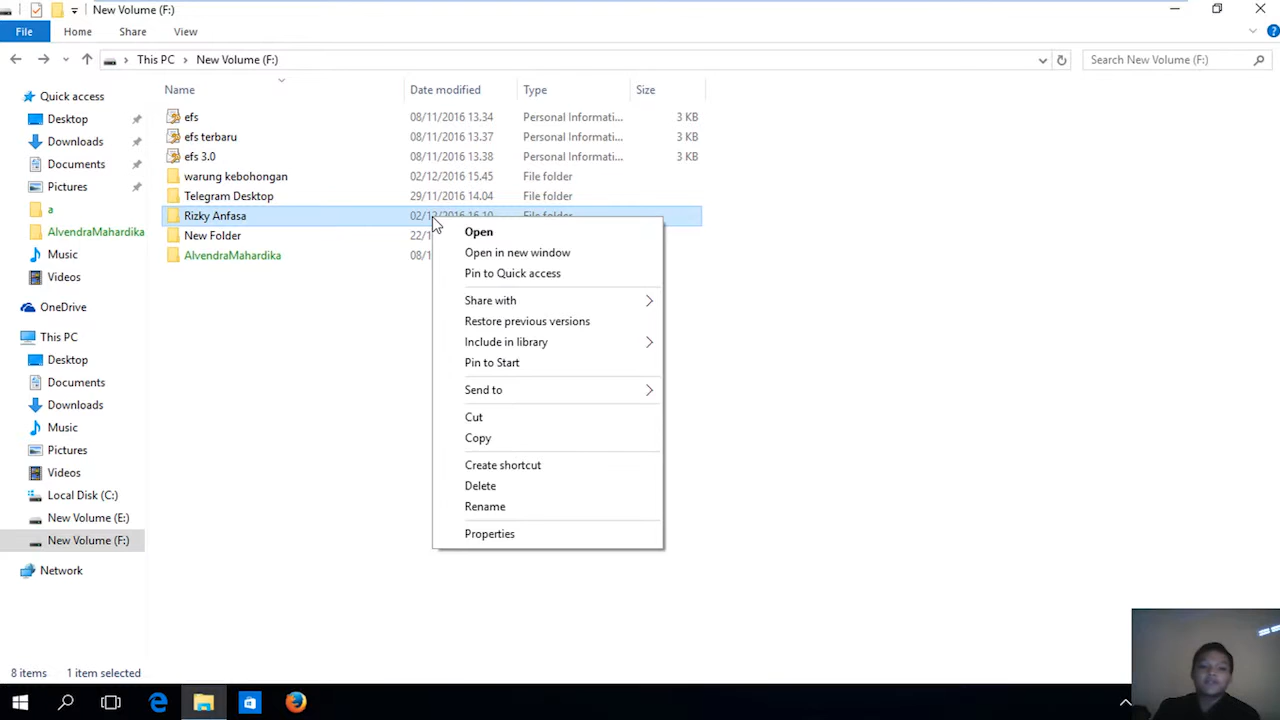 New Volume (F:)
File Home Share View
This PC New Volume (F:) Search New Volume (F:)
Name Date modified Type Size
Quick access
Desktop
Downloads
Documents
Pictures
a
AlvendraMahardika
Music
Videos
OneDrive
This PC
Desktop
Documents
Downloads
Music
Pictures
Videos
Local Disk (C:)
New Volume (E:)
New Volume (F:)
Network
efs 08/11/2016 13.34 Personal Informati... 3 KB
efs terbaru 08/11/2016 13.37 Personal Informati... 3 KB
efs 3.0 08/11/2016 13.38 Personal Informati... 3 KB
warung kebohongan 02/12/2016 15.45 File folder
Telegram Desktop 29/11/2016 14.04 File folder
Rizky Anfasa 02/12/2016 16.10 File folder
New Folder 22/1
AlvendraMahardika 08/1
Open
Open in new window
Pin to Quick access
Share with
Restore previous versions
Include in library
Pin to Start
Send to
Cut
Copy
Create shortcut
Delete
Rename
Properties
8 items 1 item selected